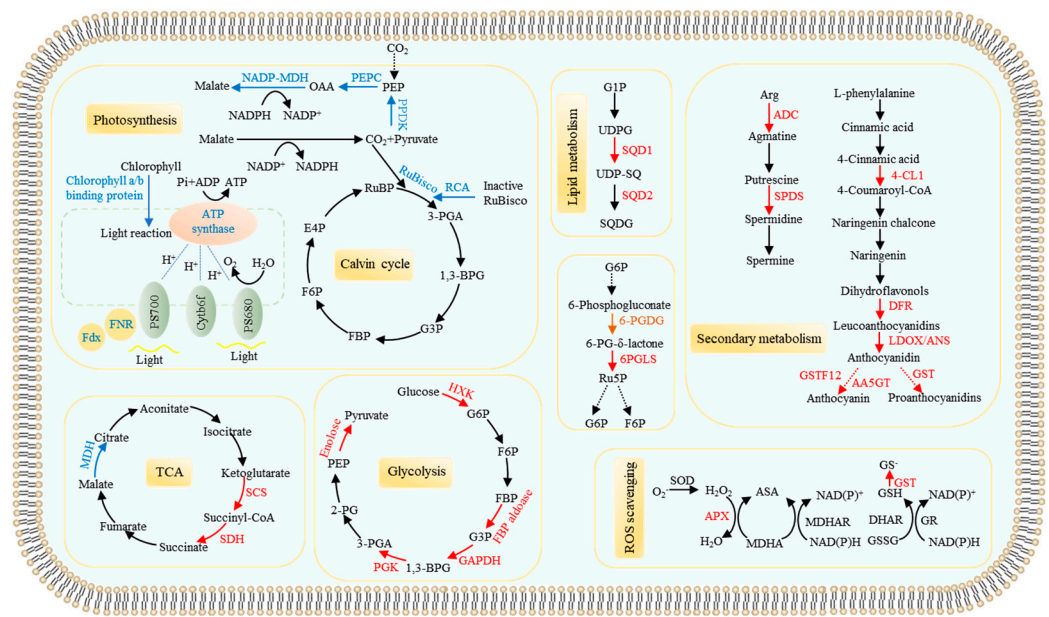 Photosynthesis
CO2
Malate
NADP-MDH
OAA
PEPC
PEP
NADPH
NADP+
PPDK
Malate
CO2+Pyruvate
NADP+
NADPH
Chlorophyll
Chlorophyll a/b
binding protein
Pi+ADP
ATP
ATP
synthase
Light reaction
H+
H+
H+
O2
H2O
PS700
Cytb6f
PS680
FNR
Fdx
Light
Light
RuBisco
RCA
Inactive
RuBisco
RuBP
3-PGA
1,3-BPG
G3P
FBP
F6P
E4P
Calvin cycle
Lipid metabolism
G1P
UDPG
SQD1
UDP-SQ
SQD2
SQDG
G6P
6-Phosphogluconate
6-PGDG
6-PG-δ-lactone
6PGLS
Ru5P
G6P
F6P
Arg
ADC
Agmatine
Putrescine
SPDS
Spermidine
Spermine
L-phenylalanine
Cinnamic acid
4-Cinnamic acid
4-CL1
4-Coumaroyl-CoA
Naringenin chalcone
Naringenin
Dihydroflavonols
DFR
Leucoanthocyanidins
LDOX/ANS
Anthocyanidin
GSTF12
AA5GT
GST
Anthocyanin
Proanthocyanidins
Secondary metabolism
TCA
Aconitate
Isocitrate
Ketoglutarate
SCS
Succinyl-CoA
SDH
Succinate
Fumarate
Malate
MDH
Citrate
Glycolysis
Glucose
HXK
G6P
F6P
FBP
FBP aldoase
G3P
GAPDH
1,3-BPG
PGK
3-PGA
2-PG
PEP
Enolose
Pyruvate
ROS scavenging
O2-
SOD
H2O2
APX
H2O
ASA
MDHA
NAD(P)+
MDHAR
NAD(P)H
GS-
GST
GSH
DHAR
GSSG
NAD(P)+
GR
NAD(P)H